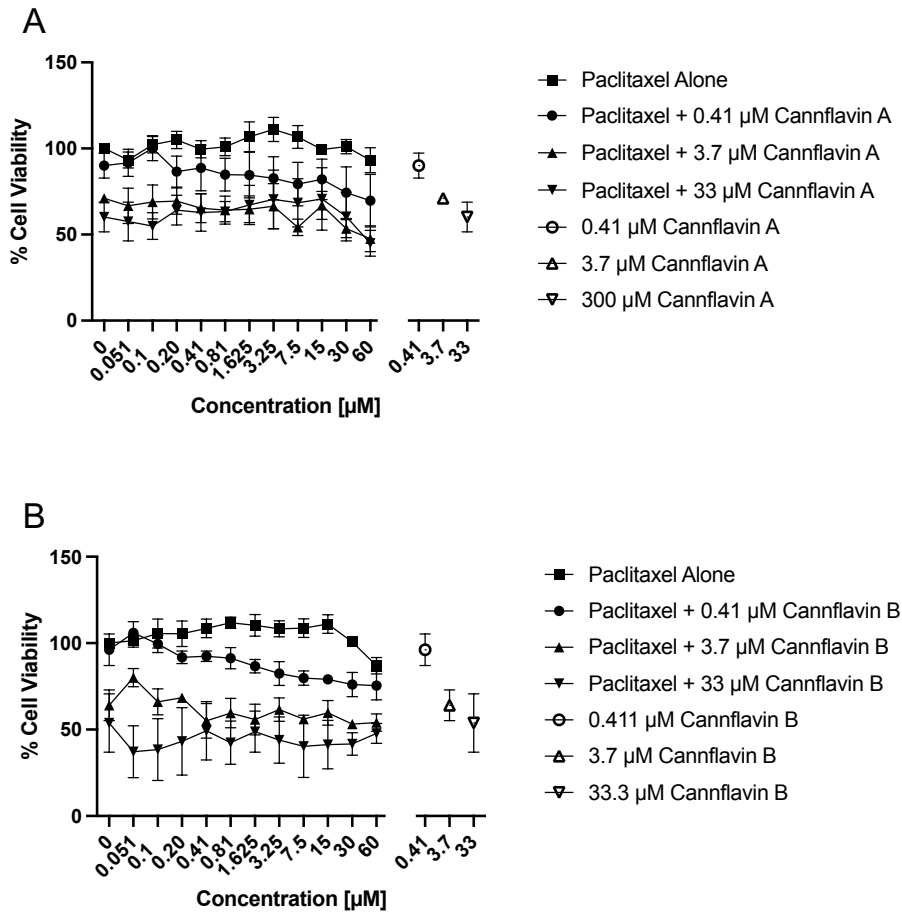 A
150
100
50
0
% Cell Viability
0
0.051
0.1
0.20
0.41
0.81
1.625
3.25
7.5
15
30
60
0.41
3.7
33
Concentration [µM]
Paclitaxel Alone
Paclitaxel + 0.41 µM Cannflavin A
Paclitaxel + 3.7 µM Cannflavin A
Paclitaxel + 33 µM Cannflavin A
0.41 µM Cannflavin A
3.7 µM Cannflavin A
300 µM Cannflavin A
B
150
100
50
0
% Cell Viability
0
0.051
0.1
0.20
0.41
0.81
1.625
3.25
7.5
15
30
60
0.41
3.7
33
Concentration [µM]
Paclitaxel Alone
Paclitaxel + 0.41 µM Cannflavin B
Paclitaxel + 3.7 µM Cannflavin B
Paclitaxel + 33 µM Cannflavin B
0.411 µM Cannflavin B
3.7 µM Cannflavin B
33.3 µM Cannflavin B